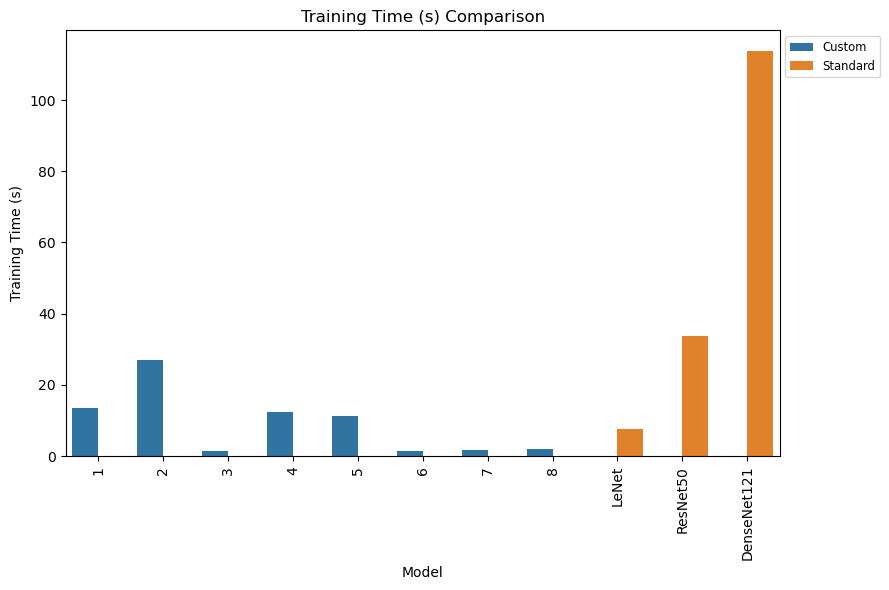 Training Time (s) Comparison
Custom
Standard
Training Time (s)
100
80
60
40
20
0
1
2
3
4
5
6
7
8
LeNet
ResNet50
DenseNet121
Model